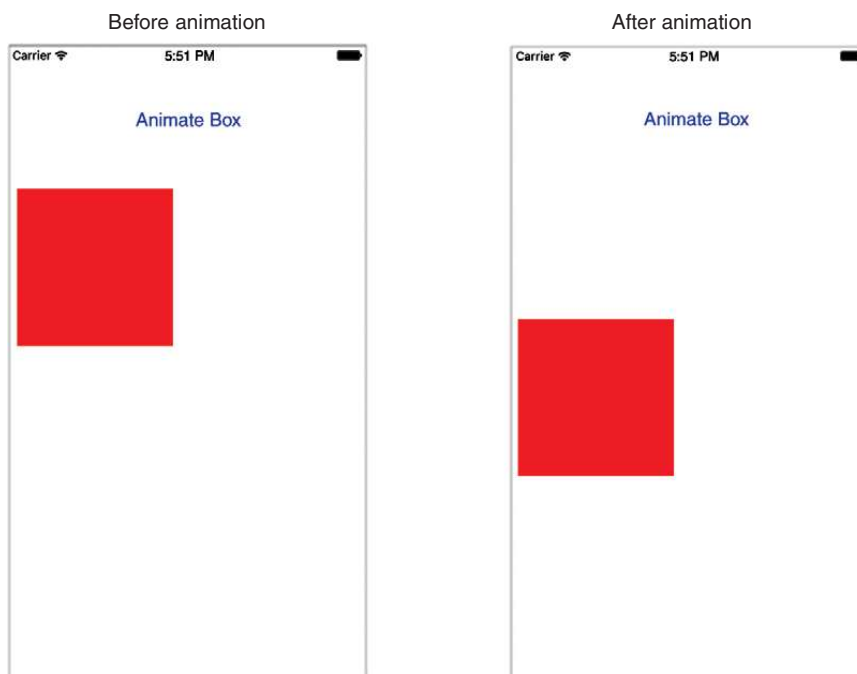 Before animation
Carrier 5:51 PM
Animate Box
After animation
Carrier 5:51 PM
Animate Box